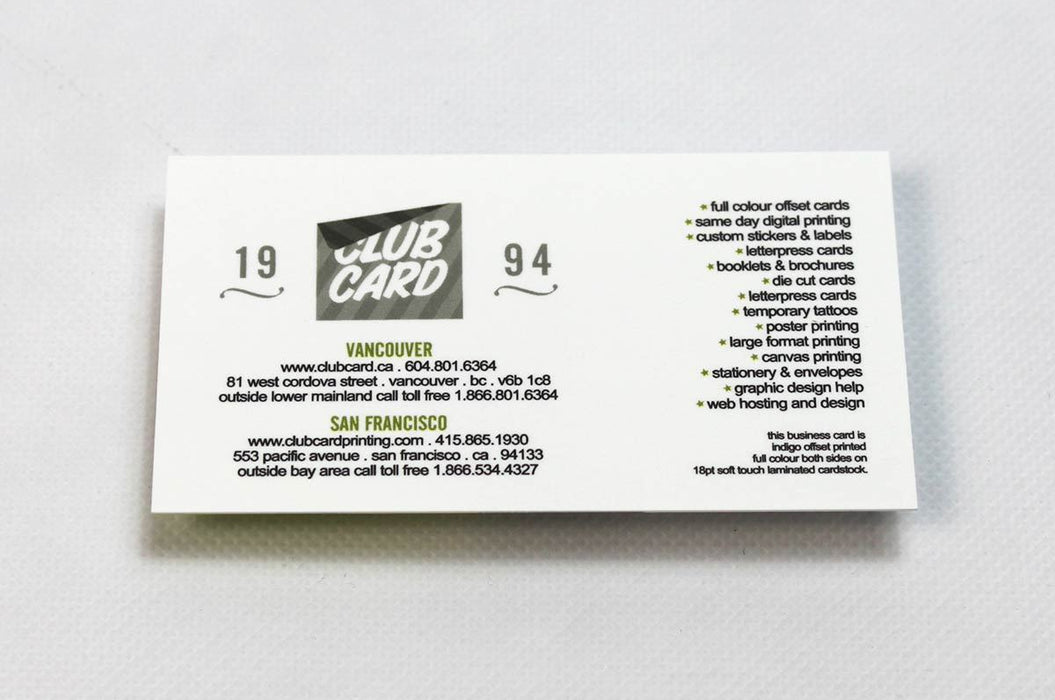 19
CLUB
CARD
94
VANCOUVER
www.clubcard.ca . 604.801.6364
81 west cordova street . vancouver . bc . v6b 1c8
outside lower mainland call toll free 1.866.801.6364
SAN FRANCISCO
www.clubcardprinting.com . 415.865.1930
553 pacific avenue . san francisco . ca . 94133
outside bay area call toll free 1.866.534.4327
★ full colour offset cards
★ same day digital printing
★ custom stickers & labels
★ letterpress cards
★ booklets & brochures
★ die cut cards
★ letterpress cards
★ temporary tattoos
★ poster printing
★ large format printing
★ canvas printing
★ stationery & envelopes
★ graphic design help
★ web hosting and design
this business card is
indigo offset printed
full colour both sides on
18pt soft touch laminated cardstock.